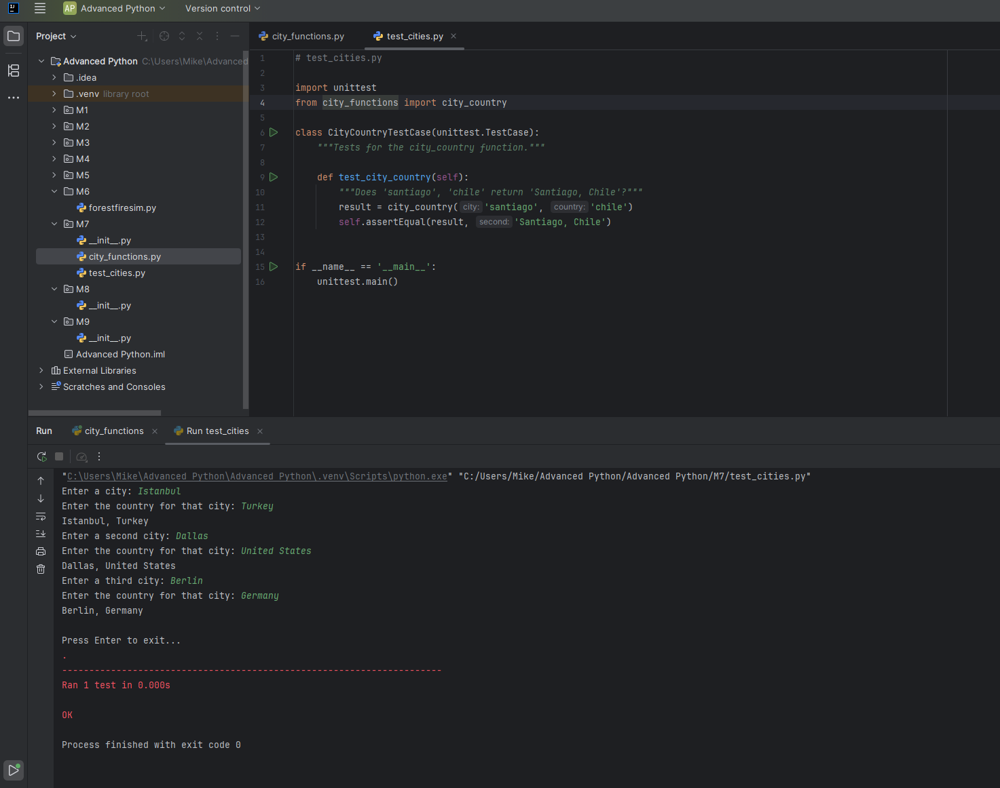 IJ
AP Advanced Python Version control
Project
city_functions.py test_cities.py
Advanced Python C:\Users\Mike\Advanced
.idea
.venv library root
M1
M2
M3
M4
M5
M6
forestfiresim.py
M7
__init__.py
city_functions.py
test_cities.py
M8
__init__.py
M9
__init__.py
Advanced Python.iml
External Libraries
Scratches and Consoles
1 # test_cities.py
2
3 import unittest
4 from city_functions import city_country
5
6 class CityCountryTestCase(unittest.TestCase):
7 """Tests for the city_country function."""
8
9 def test_city_country(self):
10 """Does 'santiago', 'chile' return 'Santiago, Chile'?"""
11 result = city_country( city: 'santiago', country: 'chile')
12 self.assertEqual(result, second: 'Santiago, Chile')
13
14
15 if __name__ == '__main__':
16 unittest.main()
Run city_functions Run test_cities
"C:\Users\Mike\Advanced Python\Advanced Python\.venv\Scripts\python.exe" "C:/Users/Mike/Advanced Python/Advanced Python/M7/test_cities.py"
Enter a city: Istanbul
Enter the country for that city: Turkey
Istanbul, Turkey
Enter a second city: Dallas
Enter the country for that city: United States
Dallas, United States
Enter a third city: Berlin
Enter the country for that city: Germany
Berlin, Germany
Press Enter to exit...
.
----------------------------------------------------------------------
Ran 1 test in 0.000s
OK
Process finished with exit code 0